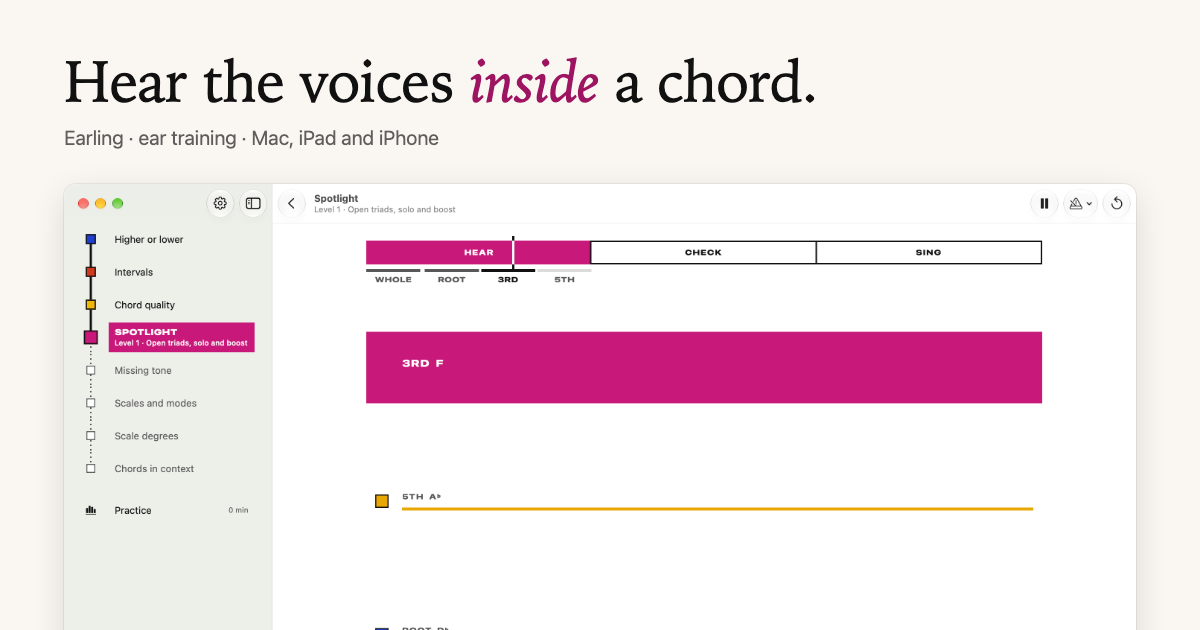 Hear the voices inside a chord.
Earling · ear training · Mac, iPad and iPhone
Spotlight
Level 1 · Open triads, solo and boost
Higher or lower
Intervals
Chord quality
SPOTLIGHT
Level 1 · Open triads, solo and boost
Missing tone
Scales and modes
Scale degrees
Chords in context
Practice
0 min
HEAR
CHECK
SING
WHOLE
ROOT
3RD
5TH
3RD F
5TH A♭